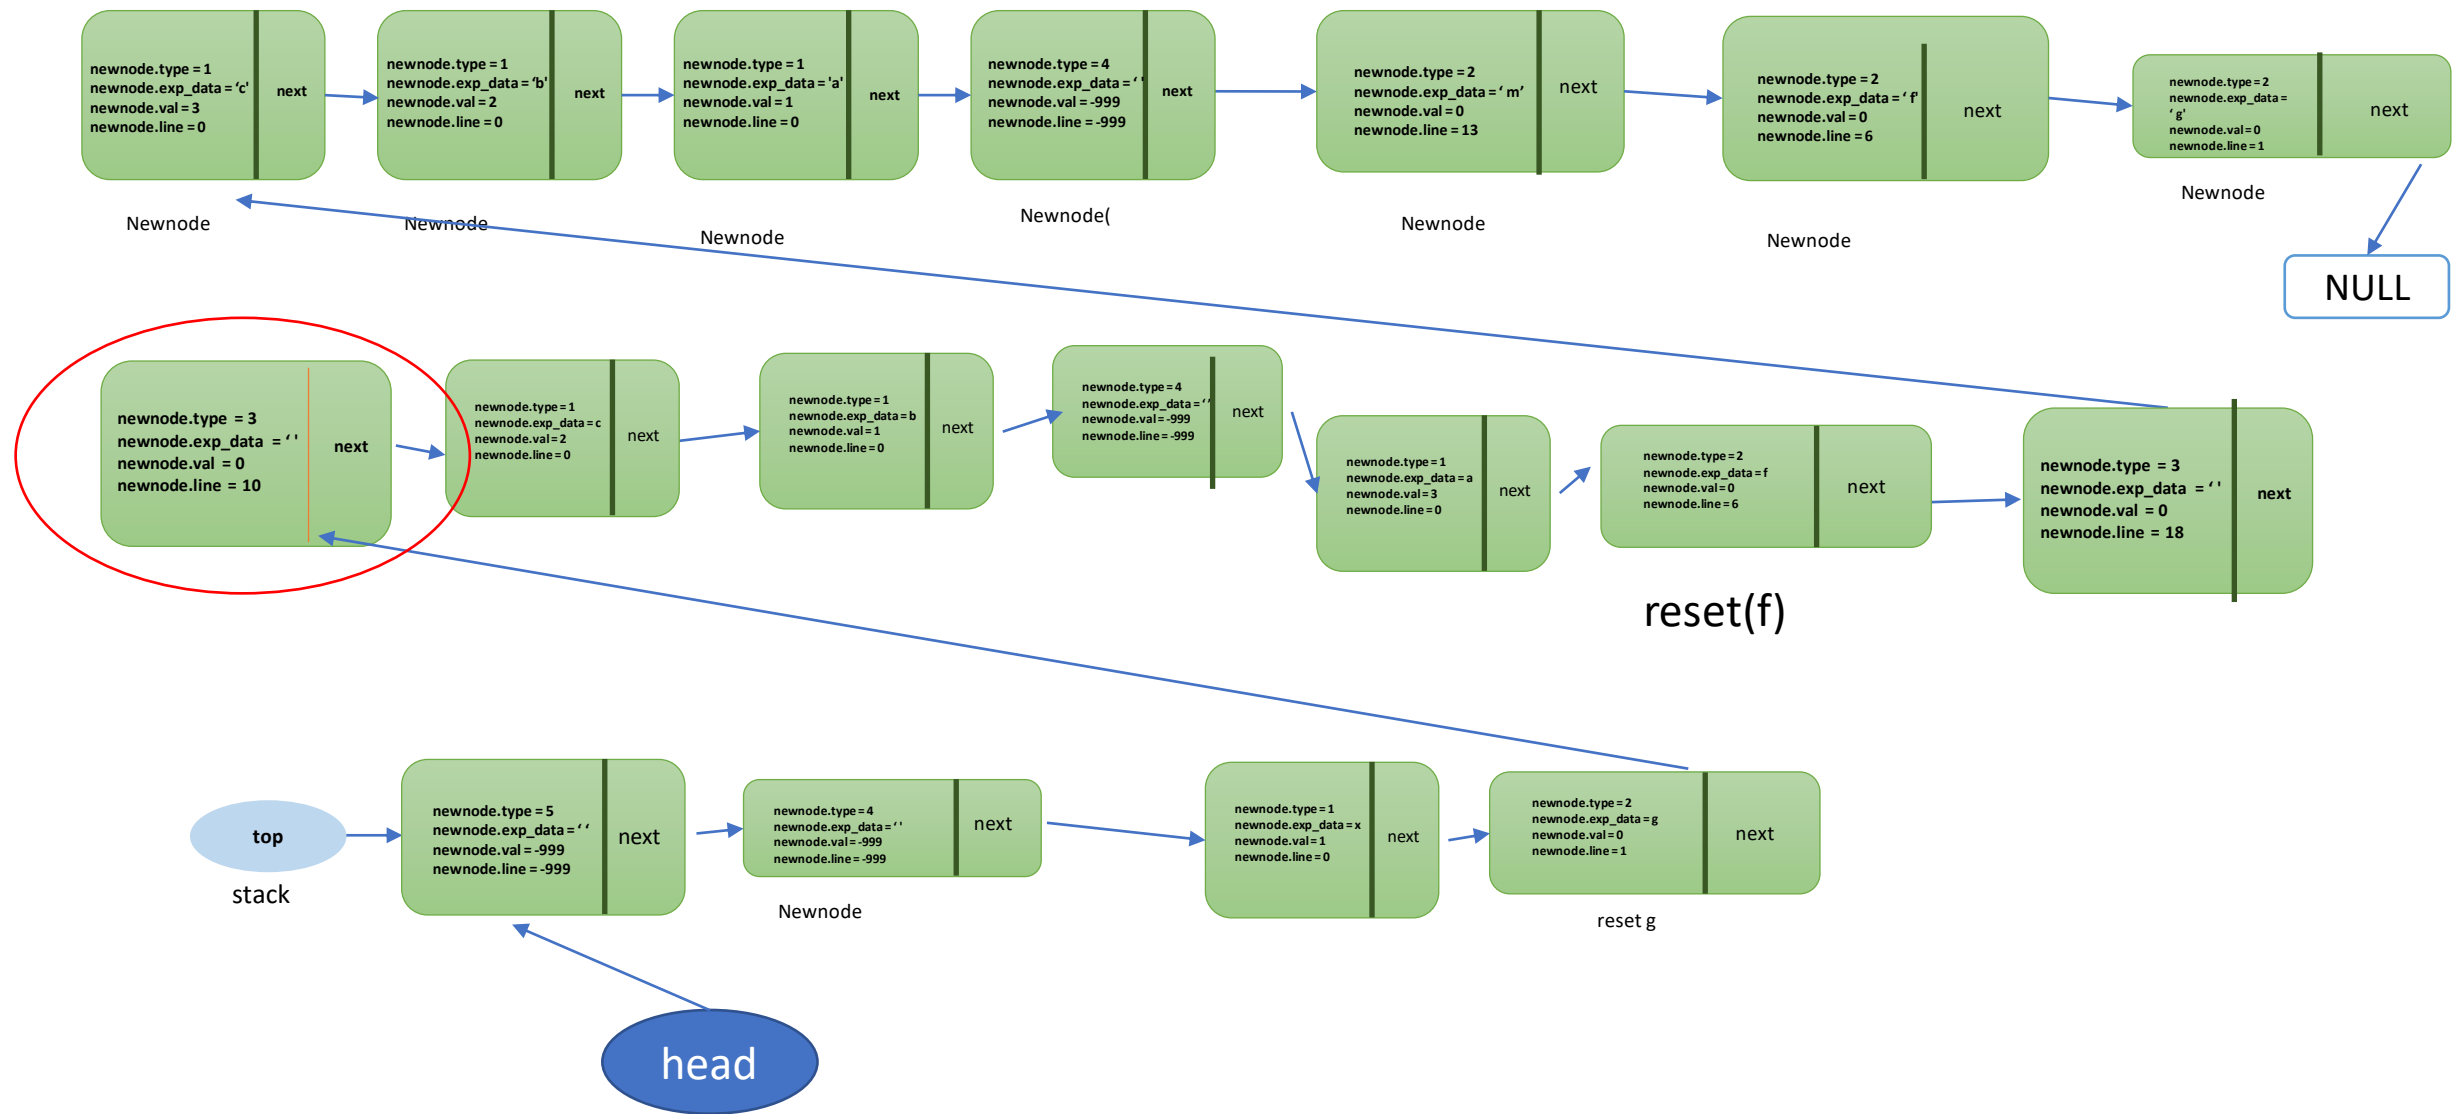 newnode.type = 1
newnode.exp_data = ‘c'
newnode.val = 3
newnode.line = 0
next
newnode.type = 1
newnode.exp_data = ‘b'
newnode.val = 2
newnode.line = 0
next
newnode.type = 1
newnode.exp_data = 'a'
newnode.val = 1
newnode.line = 0
next
newnode.type = 4
newnode.exp_data = ‘ '
newnode.val = -999
newnode.line = -999
next
newnode.type = 2
newnode.exp_data = ‘ m’
newnode.val = 0
newnode.line = 13
next
newnode.type = 2
newnode.exp_data = ‘ f'
newnode.val = 0
newnode.line = 6
next
newnode.type = 2
newnode.exp_data =
‘ g'
newnode.val = 0
newnode.line = 1
next
Newnode
Newnode
Newnode
Newnode(
Newnode
Newnode
Newnode
NULL
newnode.type = 3
newnode.exp_data = ‘ '
newnode.val = 0
newnode.line = 10
next
newnode.type = 1
newnode.exp_data = c
newnode.val = 2
newnode.line = 0
next
newnode.type = 1
newnode.exp_data = b
newnode.val = 1
newnode.line = 0
next
newnode.type = 4
newnode.exp_data = ‘ ’
newnode.val = -999
newnode.line = -999
next
newnode.type = 1
newnode.exp_data = a
newnode.val = 3
newnode.line = 0
next
newnode.type = 2
newnode.exp_data = f
newnode.val = 0
newnode.line = 6
next
newnode.type = 3
newnode.exp_data = ‘ '
newnode.val = 0
newnode.line = 18
next
reset(f)
top
stack
newnode.type = 5
newnode.exp_data = ‘ ‘
newnode.val = -999
newnode.line = -999
next
newnode.type = 4
newnode.exp_data = ‘ '
newnode.val = -999
newnode.line = -999
next
Newnode
newnode.type = 1
newnode.exp_data = x
newnode.val = 1
newnode.line = 0
next
newnode.type = 2
newnode.exp_data = g
newnode.val = 0
newnode.line = 1
next
reset g
head